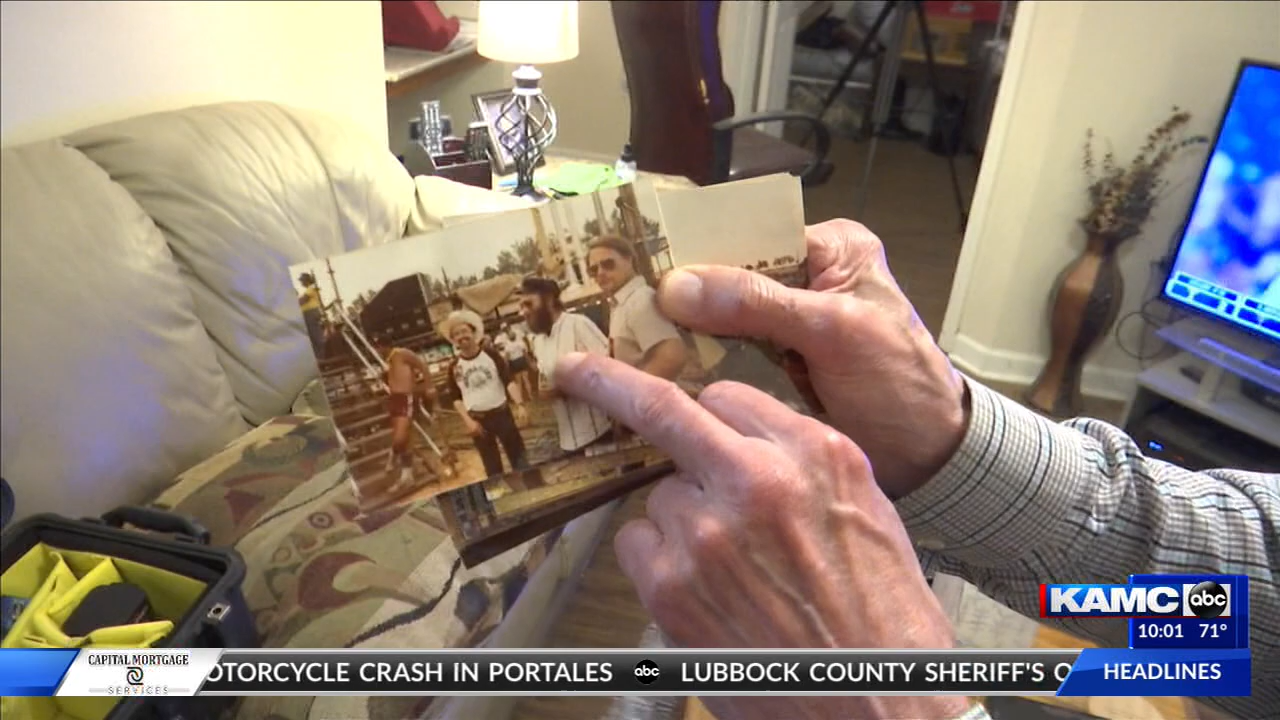 KAMC abc
10:01 71°
CAPITAL MORTGAGE
SERVICES
OTORCYCLE CRASH IN PORTALES abc LUBBOCK COUNTY SHERIFF'S O
HEADLINES